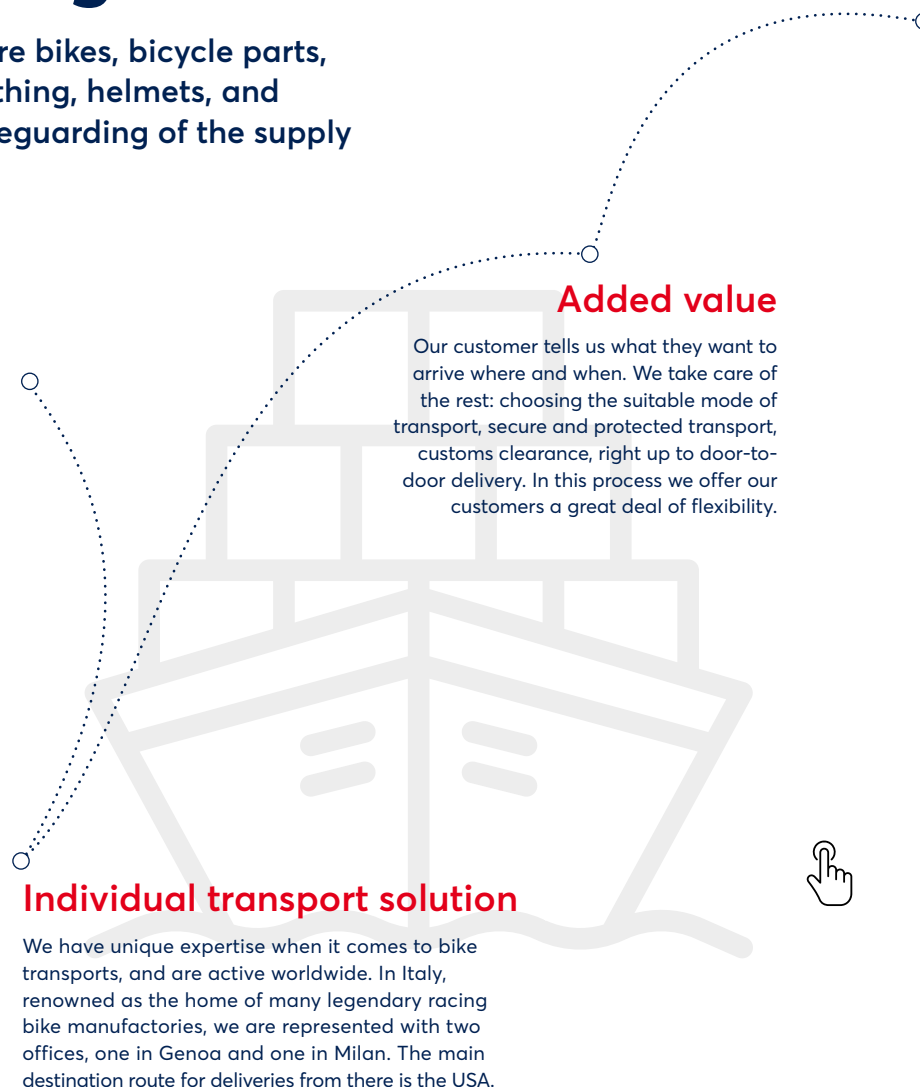 re bikes, bicycle parts,
thing, helmets, and
eguarding of the supply
Added value
Our customer tells us what they want to
arrive where and when. We take care of
the rest: choosing the suitable mode of
transport, secure and protected transport,
customs clearance, right up to door-to-
door delivery. In this process we offer our
customers a great deal of flexibility.
Individual transport solution
We have unique expertise when it comes to bike
transports, and are active worldwide. In Italy,
renowned as the home of many legendary racing
bike manufactories, we are represented with two
offices, one in Genoa and one in Milan. The main
destination route for deliveries from there is the USA.